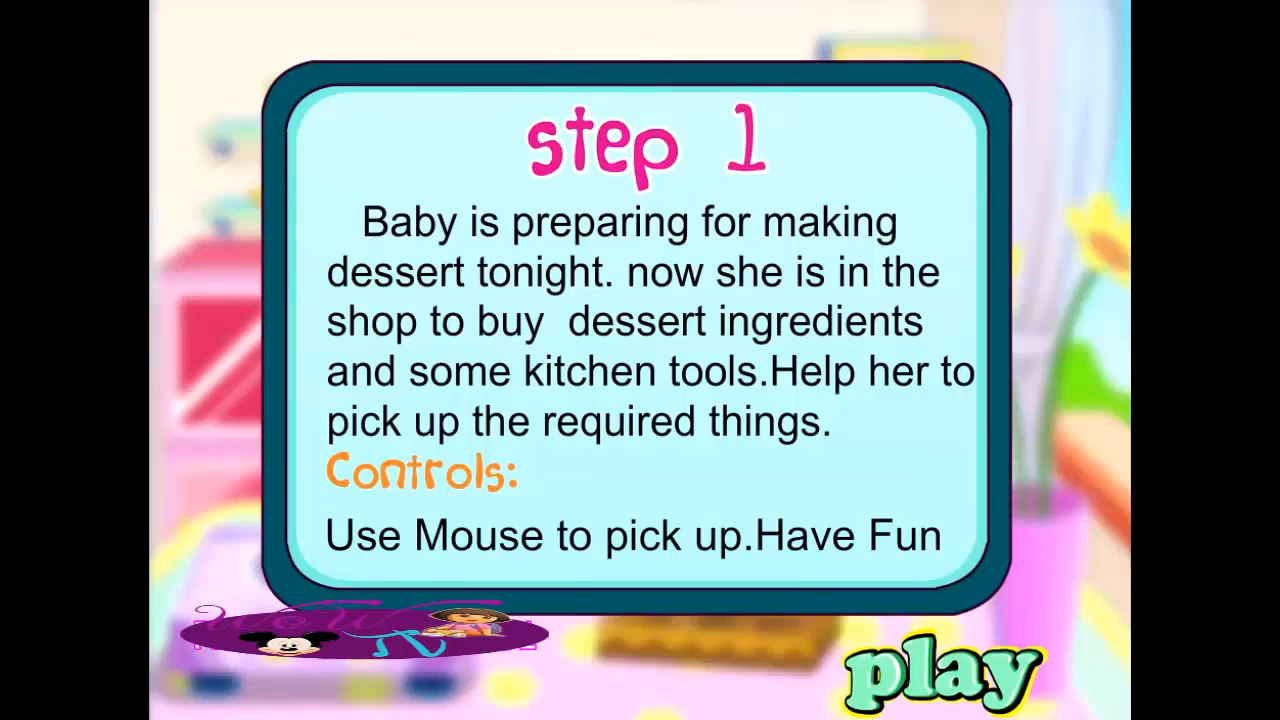 step 1
Baby is preparing for making
dessert tonight. now she is in the
shop to buy dessert ingredients
and some kitchen tools.Help her to
pick up the required things.
Controls:
Use Mouse to pick up.Have Fun
WOW
play